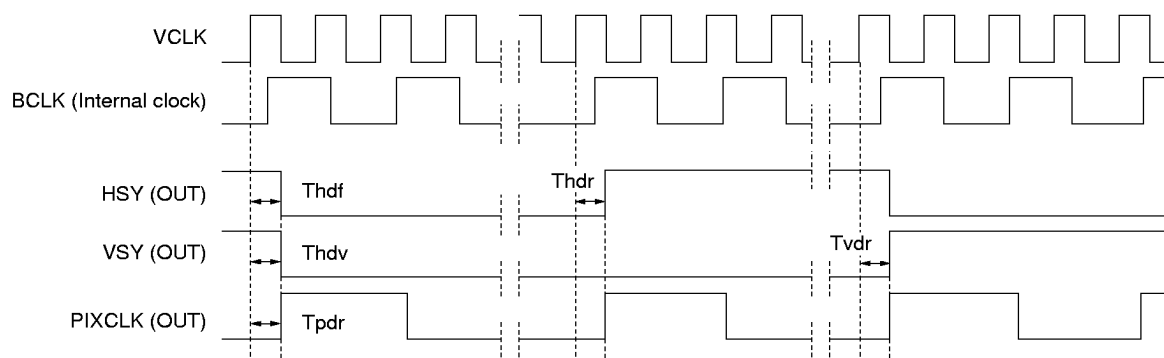 VCLK
BCLK (Internal clock)
HSY (OUT)
Thdf
Thdr
VSY (OUT)
Thdv
Tvdr
PIXCLK (OUT)
Tpdr